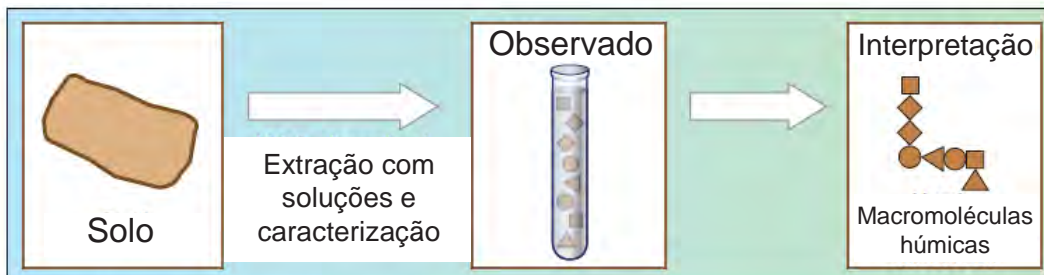 Solo
Extração com
soluções e
caracterização
Observado
Interpretação
Macromoléculas
húmicas